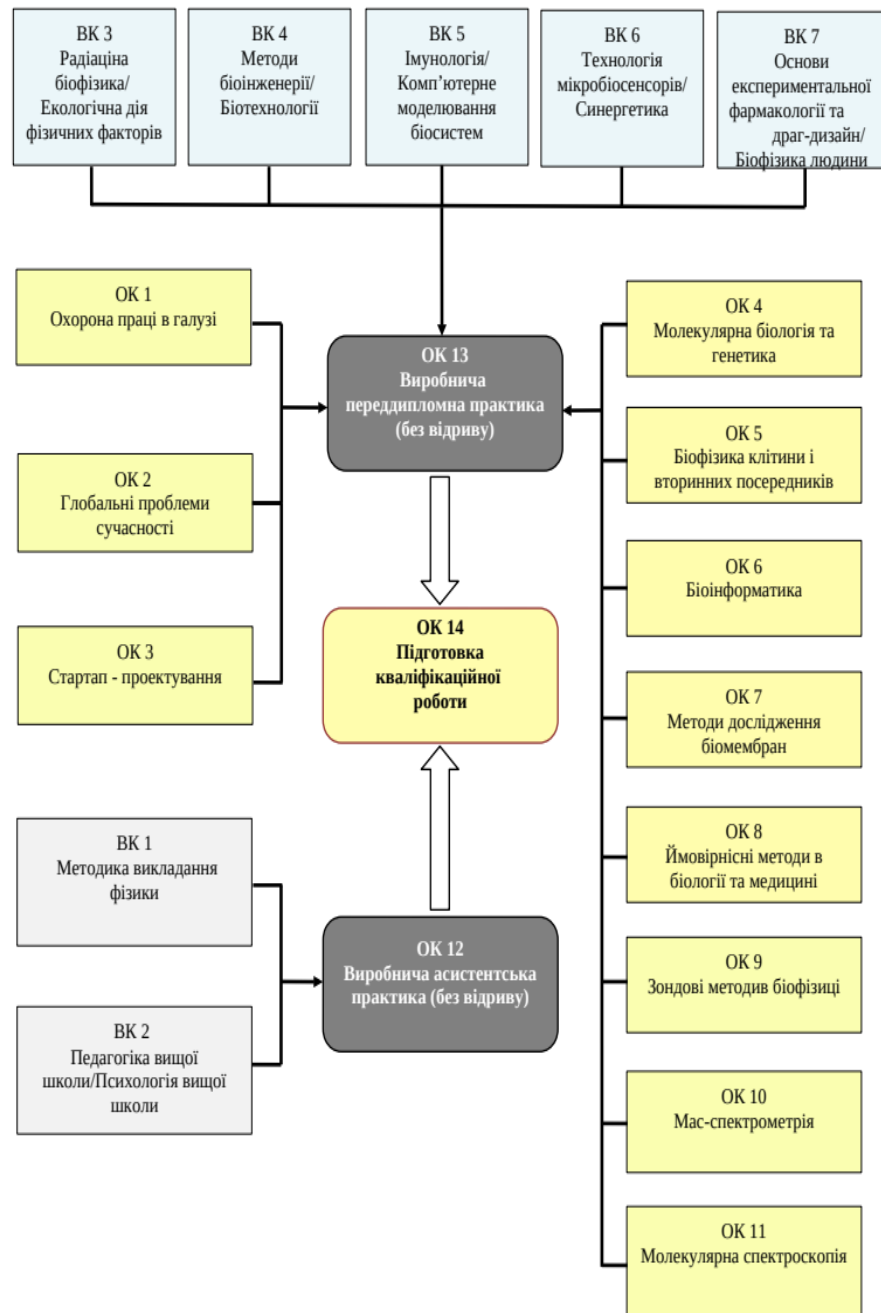 ВК 3
Радіаціна
біофізика/
Екологічна дія
фізичних факторів
ВК 4
Методи
біоінженерії/
Біотехнології
ВК 5
Імунологія/
Комп’ютерне
моделювання
біосистем
ВК 6
Технологія
мікробіосенсорів/
Синергетика
ВК 7
Основи
експериментальної
фармакології та
драг-дизайн/
Біофізика людини
ОК 1
Охорона праці в галузі
ОК 2
Глобальні проблеми
сучасності
ОК 3
Стартап - проектування
ВК 1
Методика викладання
фізики
ВК 2
Педагогіка вищої
школи/Психологія вищої
школи
ОК 13
Виробнича
переддипломна практика
(без відриву)
ОК 14
Підготовка
кваліфікаційної
роботи
ОК 12
Виробнича асистентська
практика (без відриву)
ОК 4
Молекулярна біологія та
генетика
ОК 5
Біофізика клітини і
вторинних посередників
ОК 6
Біоінформатика
ОК 7
Методи дослідження
біомембран
ОК 8
Ймовірнісні методи в
біології та медицині
ОК 9
Зондові методив біофізиці
ОК 10
Мас-спектрометрія
ОК 11
Молекулярна спектроскопія